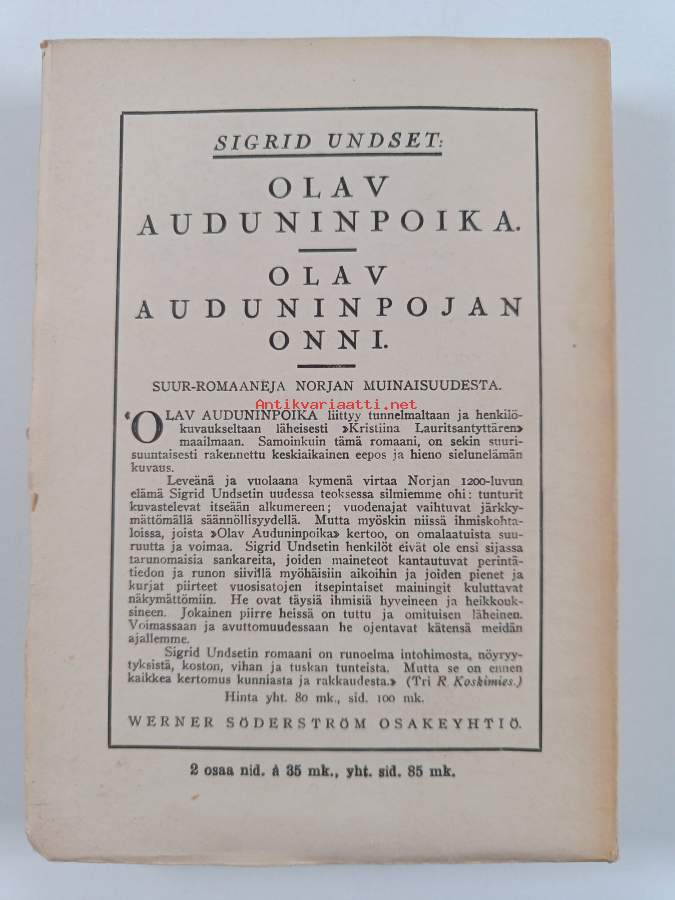 SIGRID UNDSET:
OLAV
AUDUNINPOIKA.
OLAV
AUDUNINPOJAN
ONNI.
SUUR-ROMAANEJA NORJAN MUINAISUUDESTA.
Antikvariaatti.net
‹OLAV AUDUNINPOIKA liittyy tunnelmaltaan ja henkilö-
kuvaukseltaan läheisesti »Kristiina Lauritsantyttären»
maailmaan. Samoinkuin tämä romaani, on sekin suuri-
suuntaisesti rakennettu keskiaikainen eepos ja hieno sielunelämän
kuvaus.
Leveänä ja vuolaana kymenä virtaa Norjan 1200-luvun
elämä Sigrid Undsetin uudessa teoksessa silmiemme ohi: tunturit
kuvastelevat itseään alkumereen; vuodenajat vaihtuvat järkky-
mättömällä säännöllisyydellä. Mutta myöskin niissä ihmiskohta-
loissa, joista »Olav Auduninpoika» kertoo, on omalaatuista suu-
ruutta ja voimaa. Sigrid Undsetin henkilöt eivät ole ensi sijassa
tarunomaisia sankareita, joiden maineteot kantautuvat perintä-
tiedon ja runon siivillä myöhäisiin aikoihin ja joiden pienet ja
kurjat piirteet vuosisatojen itsepintaiset mainingit kuluttavat
näkymättömiin. He ovat täysiä ihmisiä hyveineen ja heikkouk-
sineen. Jokainen piirre heissä on tuttu ja omituisen läheinen.
Voimassaan ja avuttomuudessaan he ojentavat kätensä meidän
ajallemme.
Sigrid Undsetin romaani on runoelma intohimosta, nöyryy-
tyksistä, koston, vihan ja tuskan tunteista. Mutta se on ennen
kaikkea kertomus kunniasta ja rakkaudesta.» (Tri R. Koskimies.)
Hinta yht. 80 mk., sid. 100 mk.
WERNER SÖDERSTRÖM OSAKEYHTIÖ.
2 osaa nid. à 35 mk., yht. sid. 85 mk.